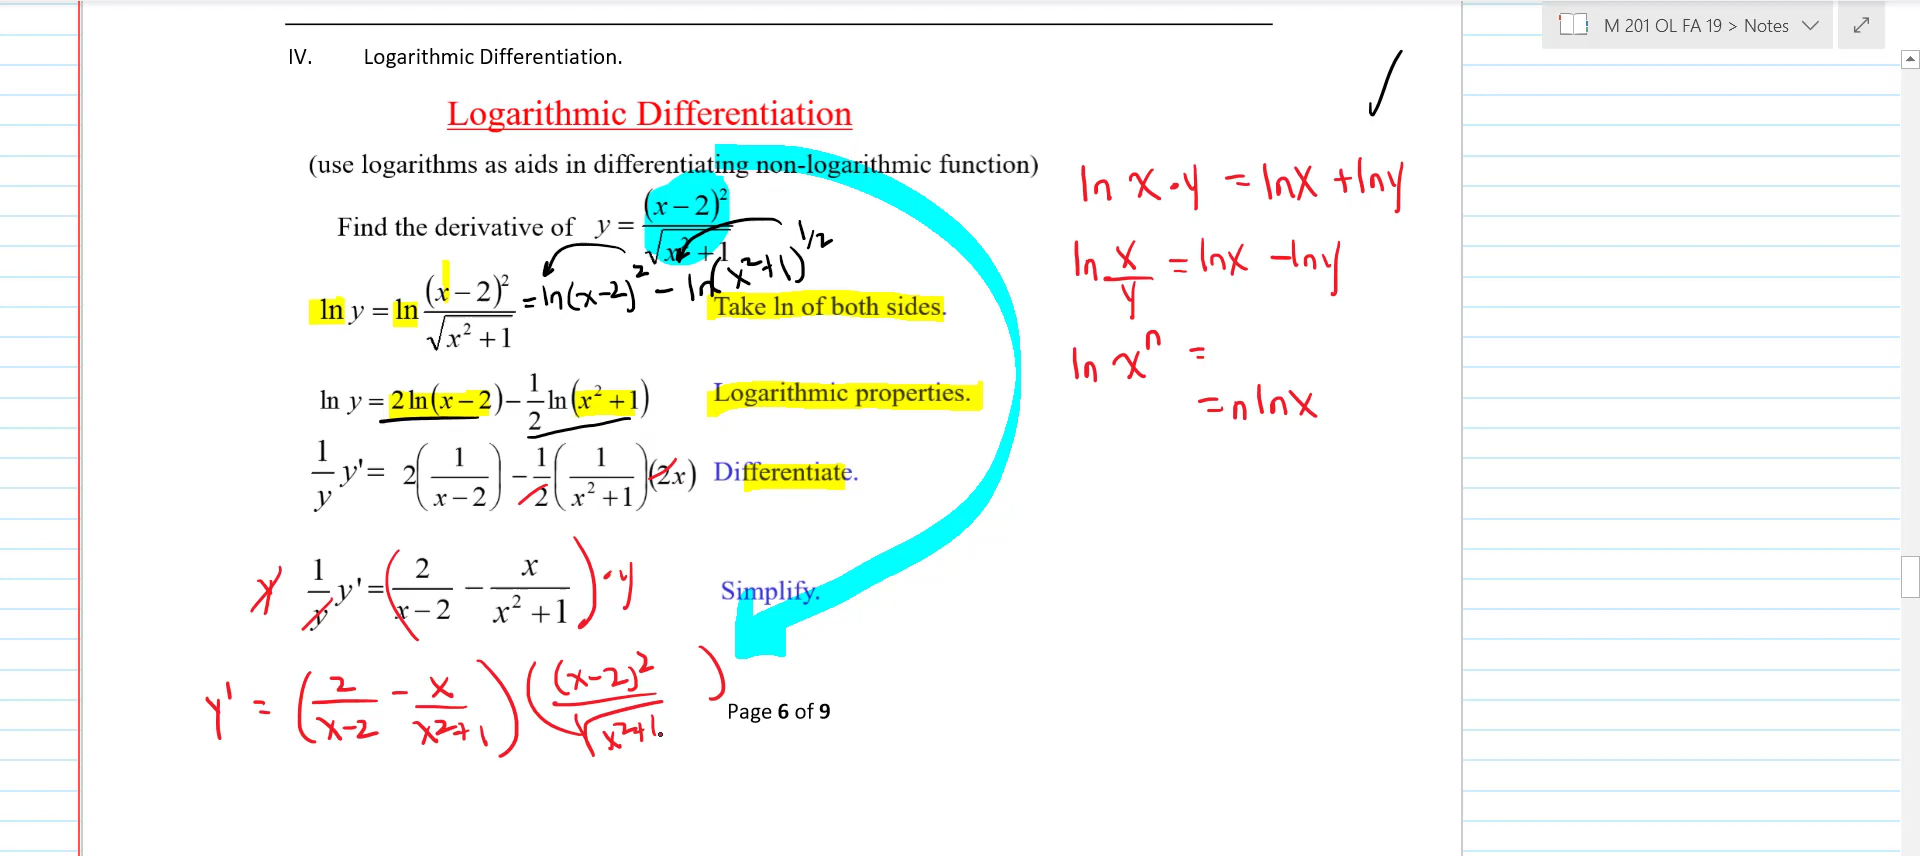 M 201 OL FA 19 > Notes
IV. Logarithmic Differentiation.
Logarithmic Differentiation
(use logarithms as aids in differentiating non-logarithmic function)
Find the derivative of y = (x − 2)² / √(x² + 1)
ln y = ln (x − 2)² / √(x² + 1) = ln(x−2)² − ln(x²+1)^1/2
Take ln of both sides.
ln y = 2 ln(x − 2) − 1/2 ln(x² + 1) Logarithmic properties.
1/y y' = 2(1/(x − 2)) − 1/2 (1/(x² + 1))(2x) Differentiate.
y 1/y y' = (2/(x − 2) − x/(x² + 1)) · y Simplify.
y' = (2/(x−2) − x/(x²+1)) ((x−2)² / √(x²+1))
Page 6 of 9
ln x·y = lnx + lny
ln x/y = lnx − lny
ln xⁿ =
= n lnx